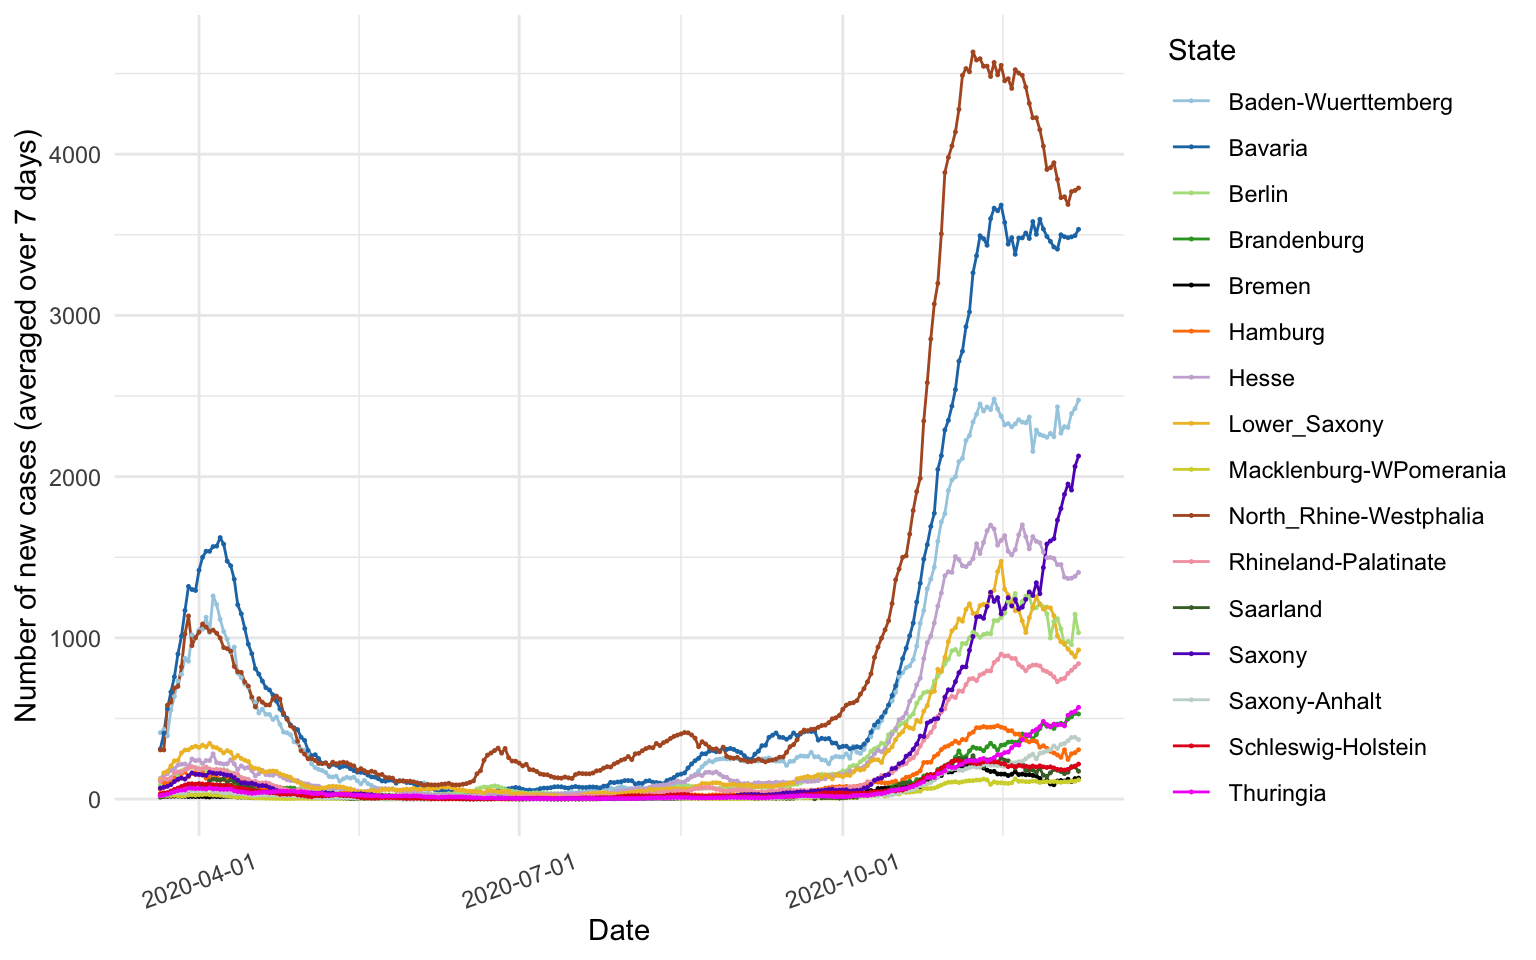 Number of new cases (averaged over 7 days)
4000
3000
2000
1000
0
2020-04-01
2020-07-01
2020-10-01
Date
State
Baden-Wuerttemberg
Bavaria
Berlin
Brandenburg
Bremen
Hamburg
Hesse
Lower_Saxony
Macklenburg-WPomerania
North_Rhine-Westphalia
Rhineland-Palatinate
Saarland
Saxony
Saxony-Anhalt
Schleswig-Holstein
Thuringia